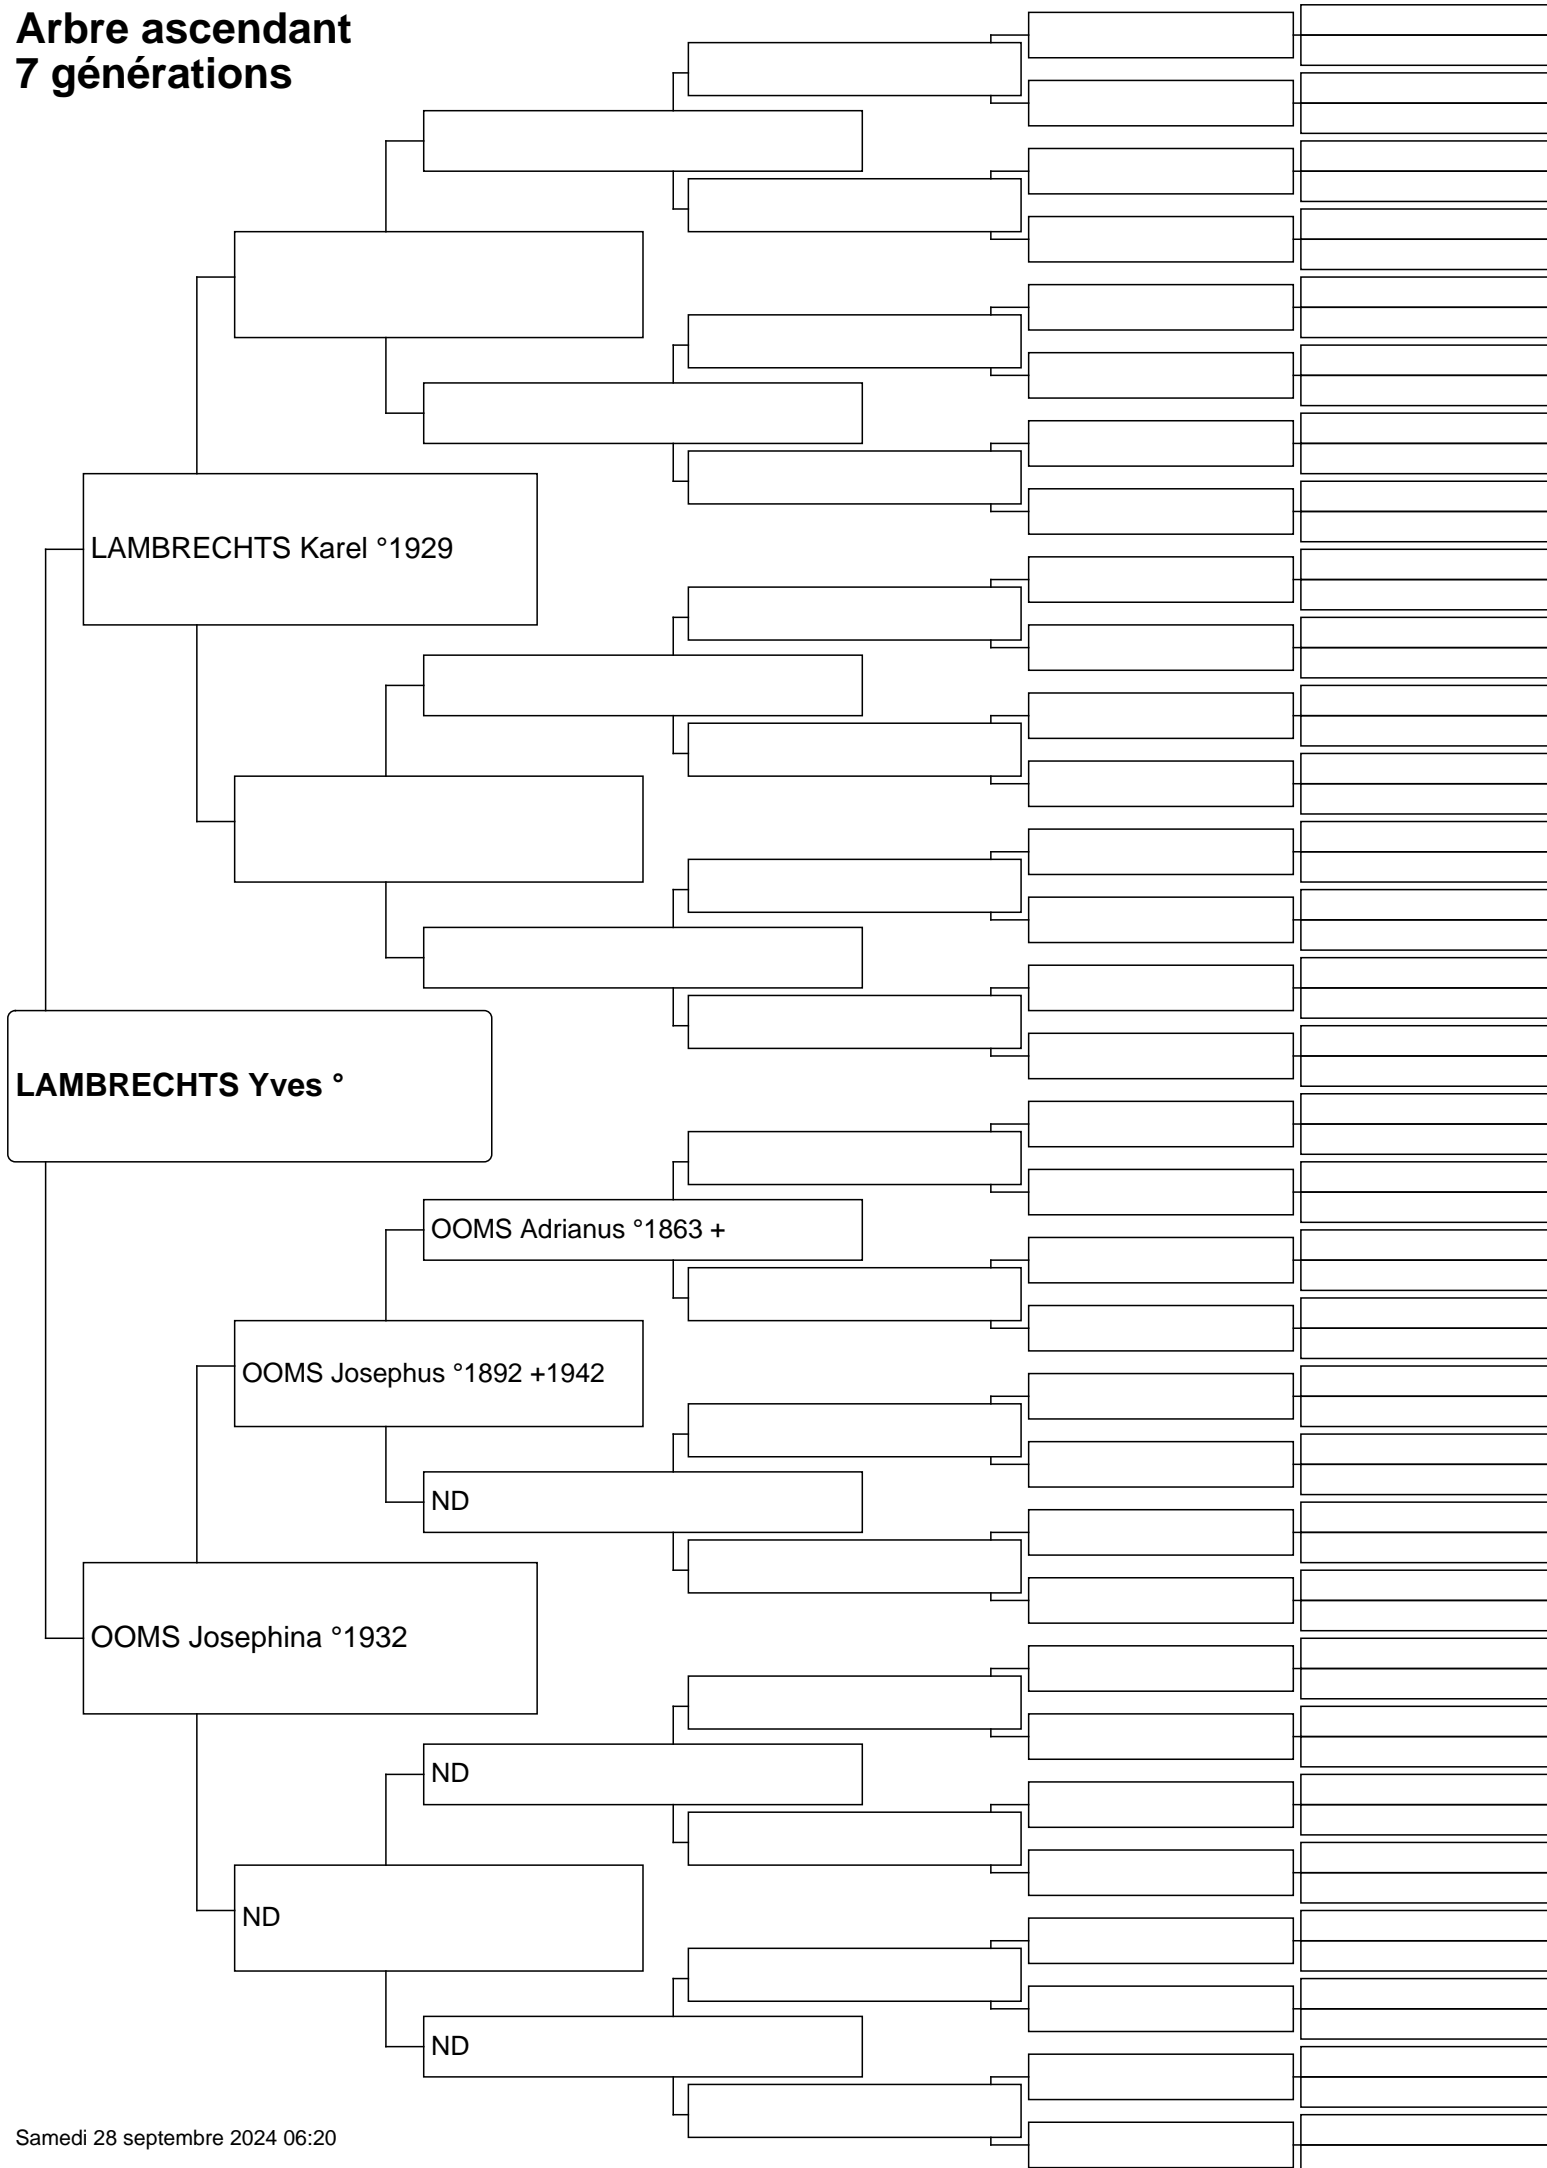 Arbre ascendant
7 générations
LAMBRECHTS Karel °1929
LAMBRECHTS Yves °
OOMS Adrianus °1863 +
OOMS Josephus °1892 +1942
ND
OOMS Josephina °1932
ND
ND
ND
Samedi 28 septembre 2024 06:20